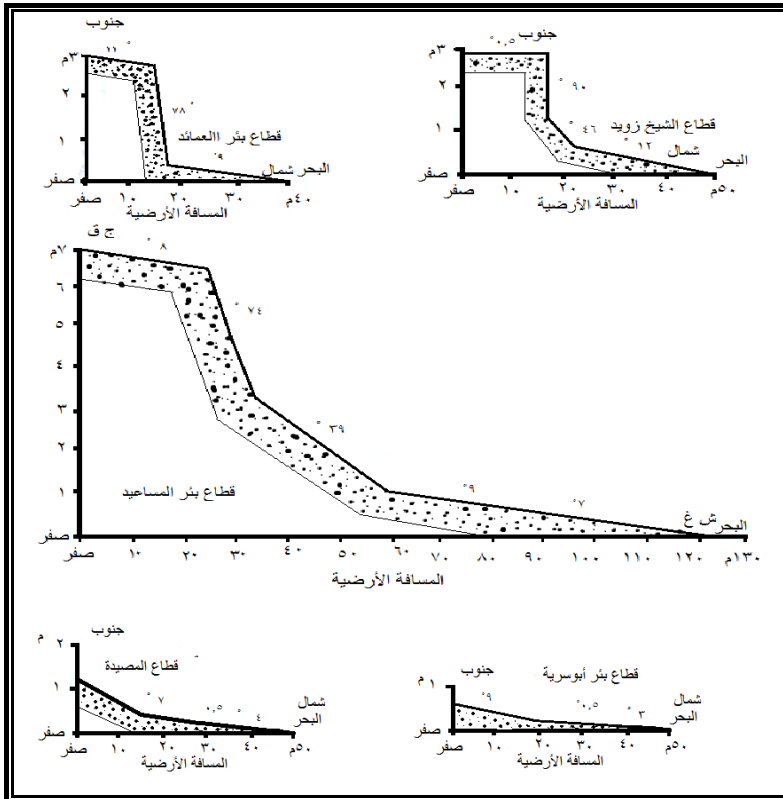 جنوب
٣م
١١°
٢
٧٨°
قطاع بئر االعمائد
١
٩°
شمال البحر
صفر
صفر ١٠ ٢٠ ٣٠ ٤٠م
المسافة الأرضية
جنوب
٣م
٠,٥°
٢
٩٠°
قطاع الشيخ زويد
٤٦°
١
١٢°
شمال
البحر
صفر
صفر ١٠ ٢٠ ٣٠ ٤٠ ٥٠م
المسافة الأرضية
ج ق
٧م
٨°
٦
٧٤°
٥
٤
٣
٣٩°
٢
قطاع بئر المساعيد
١
٩°
٧°
ش غ
البحر
صفر
صفر ١٠ ٢٠ ٣٠ ٤٠ ٥٠ ٦٠ ٧٠ ٨٠ ٩٠ ١٠٠ ١١٠ ١٢٠ ١٣٠م
المسافة الأرضية
جنوب
م ٢
قطاع المصيدة
١
٧°
٠,٥°
٤°
شمال
البحر
صفر
صفر ١٠ ٢٠ ٣٠ ٤٠ ٥٠م
المسافة الأرضية
جنوب
قطاع بئر أبوسرية
١ م
٩°
٠,٥°
٣°
شمال
البحر
صفر
صفر ١٠ ٢٠ ٣٠ ٤٠ ٥٠م
المسافة الأرضية